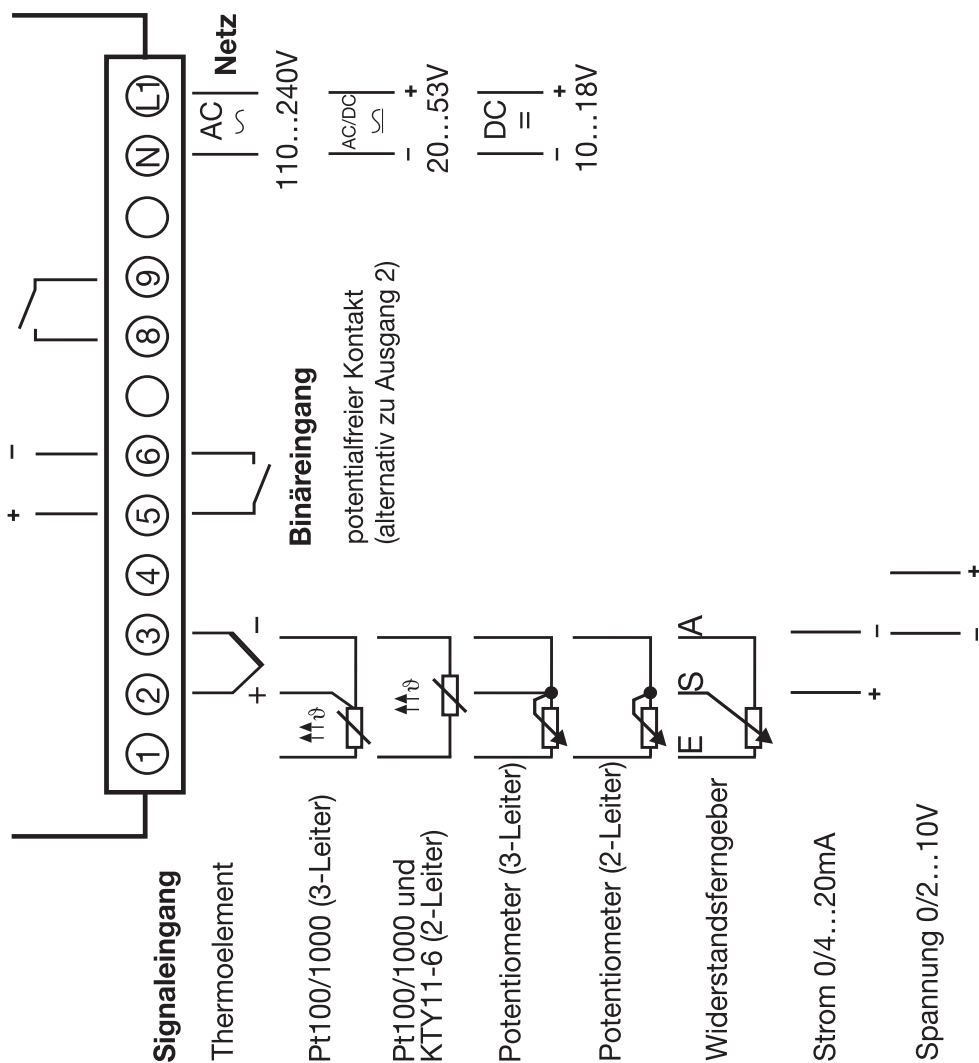 + −
1 2 3 4 5 6 8 9 N L1
Signaleingang
Thermoelement
+ −
Pt100/1000 (3-Leiter)
ϑ
Pt100/1000 und
KTY11-6 (2-Leiter)
ϑ
Potentiometer (3-Leiter)
Potentiometer (2-Leiter)
Widerstandsferngeber
E S A
Strom 0/4...20mA
+ −
Spannung 0/2...10V
− +
Binäreingang
potentialfreier Kontakt
(alternativ zu Ausgang 2)
Netz
AC
110...240V
AC/DC
− +
20...53V
DC
=
− +
10...18V